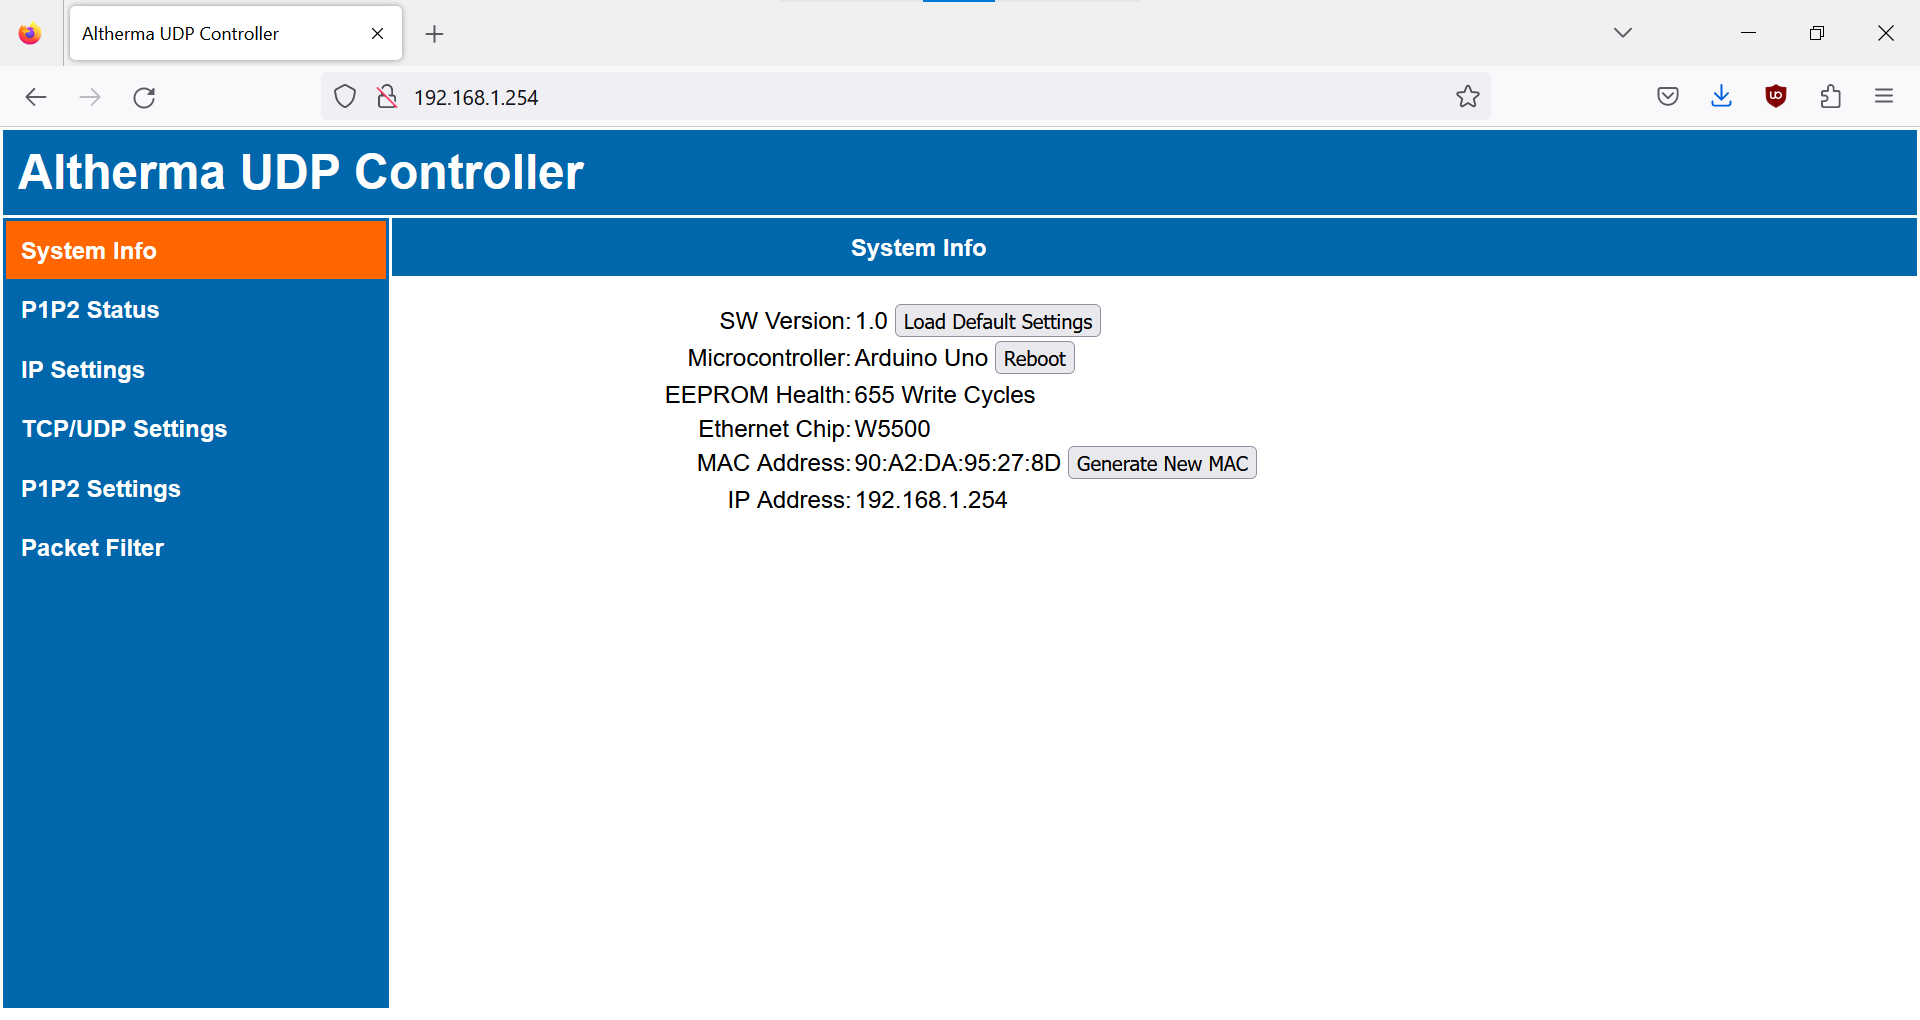 Altherma UDP Controller
192.168.1.254
Altherma UDP Controller
System Info
P1P2 Status
IP Settings
TCP/UDP Settings
P1P2 Settings
Packet Filter
System Info
SW Version: 1.0 Load Default Settings
Microcontroller: Arduino Uno Reboot
EEPROM Health: 655 Write Cycles
Ethernet Chip: W5500
MAC Address: 90:A2:DA:95:27:8D Generate New MAC
IP Address: 192.168.1.254